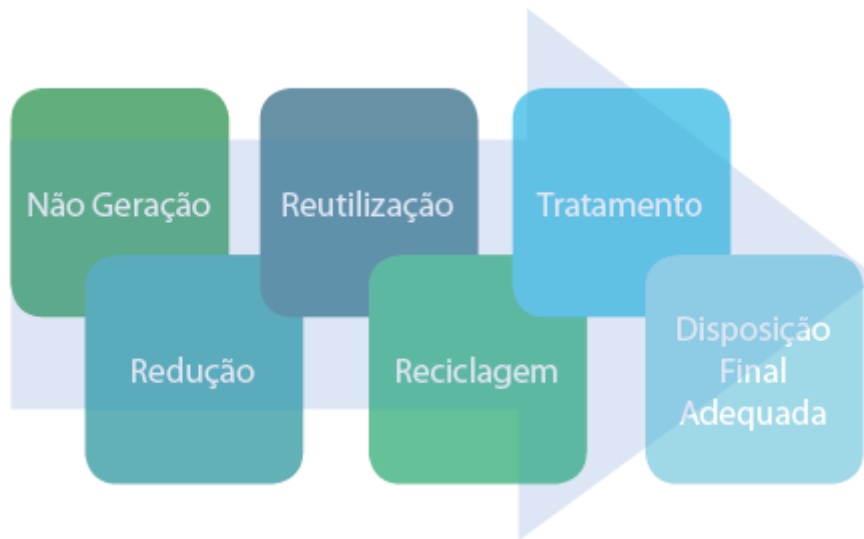 Não Geração
Redução
Reutilização
Reciclagem
Tratamento
Disposição
Final
Adequada